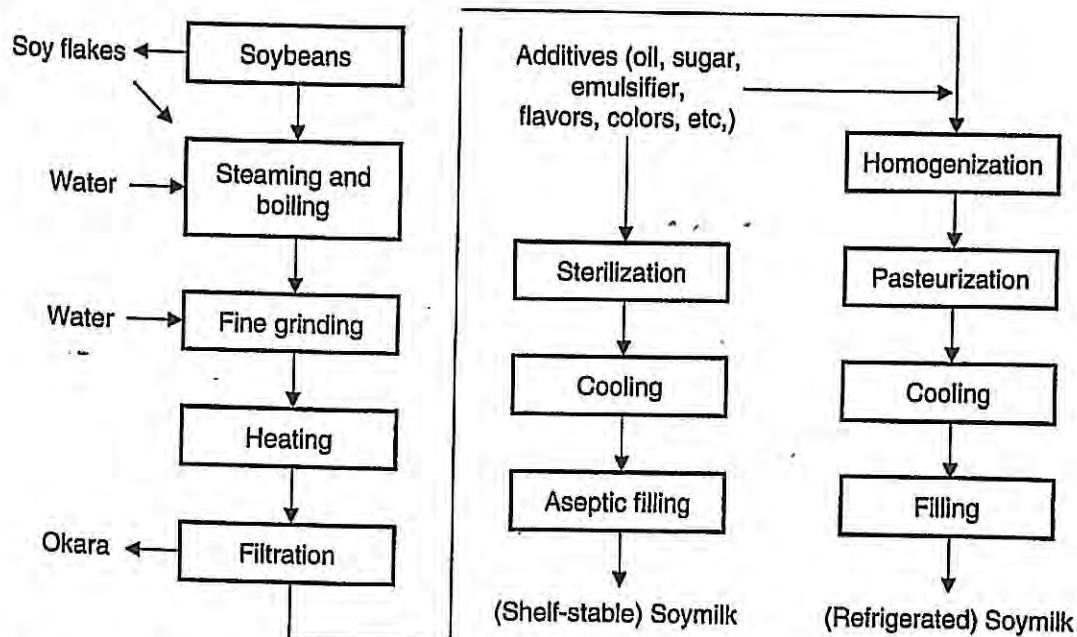 Soy flakes
Soybeans
Water
Steaming and
boiling
Water
Fine grinding
Heating
Okara
Filtration
Additives (oil, sugar,
emulsifier,
flavors, colors, etc,)
Sterilization
Cooling
Aseptic filling
(Shelf-stable) Soymilk
Homogenization
Pasteurization
Cooling
Filling
(Refrigerated) Soymilk